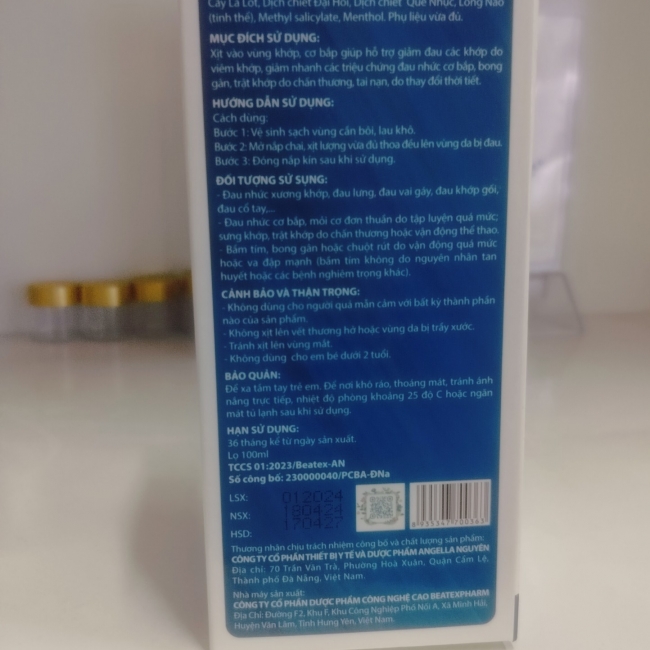 Cây Lá Lốt, Dịch chiết Đại Hồi, Dịch chiết Quế Nhục, Long Não
(tinh thể), Methyl salicylate, Menthol. Phụ liệu vừa đủ.
MỤC ĐÍCH SỬ DỤNG:
Xịt vào vùng khớp, cơ bắp giúp hỗ trợ giảm đau các khớp do
viêm khớp, giảm nhanh các triệu chứng đau nhức cơ bắp, bong
gân, trật khớp do chấn thương, tai nạn, do thay đổi thời tiết.
HƯỚNG DẪN SỬ DỤNG:
Cách dùng:
Bước 1: Vệ sinh sạch vùng cần bôi, lau khô.
Bước 2: Mở nắp chai, xịt lượng vừa đủ thoa đều lên vùng da bị đau.
Bước 3: Đóng nắp kín sau khi sử dụng.
ĐỐI TƯỢNG SỬ SỤNG:
- Đau nhức xương khớp, đau lưng, đau vai gáy, đau khớp gối,
đau cổ tay,...
- Đau nhức cơ bắp, mỏi cơ đơn thuần do tập luyện quá mức;
sưng khớp, trật khớp do chấn thương hoặc vận động thể thao.
- Bầm tím, bong gân hoặc chuột rút do vận động quá mức
hoặc va đập mạnh (bầm tím không do nguyên nhân tan
huyết hoặc các bệnh nghiêm trọng khác).
CẢNH BÁO VÀ THẬN TRỌNG:
- Không dùng cho người quá mẫn cảm với bất kỳ thành phần
nào của sản phẩm.
- Không xịt lên vết thương hở hoặc vùng da bị trầy xước.
- Tránh xịt lên vùng mắt.
- Không dùng cho em bé dưới 2 tuổi.
BẢO QUẢN:
Để xa tầm tay trẻ em. Để nơi khô ráo, thoáng mát, tránh ánh
nắng trực tiếp, nhiệt độ phòng khoảng 25 độ C hoặc ngăn
mát tủ lạnh sau khi sử dụng.
HẠN SỬ DỤNG:
36 tháng kể từ ngày sản xuất.
Lọ 100ml
TCCS 01:2023/Beatex-AN
Số công bố: 230000040/PCBA-ĐNa
LSX: 012024
NSX: 180424
HSD: 170427
Thương nhân chịu trách nhiệm công bố và chất lượng sản phẩm:
CÔNG TY CỔ PHẦN THIẾT BỊ Y TẾ VÀ DƯỢC PHẨM ANGELLA NGUYÊN
Địa chỉ: 70 Trần Văn Trà, Phường Hoà Xuân, Quận Cẩm Lệ,
Thành phố Đà Nẵng, Việt Nam.
Nhà máy sản xuất:
CÔNG TY CỔ PHẦN DƯỢC PHẨM CÔNG NGHỆ CAO BEATEXPHARM
Địa Chỉ: Đường F2, Khu F, Khu Công Nghiệp Phố Nối A, Xã Minh Hải,
Huyện Văn Lâm, Tỉnh Hưng Yên, Việt Nam.